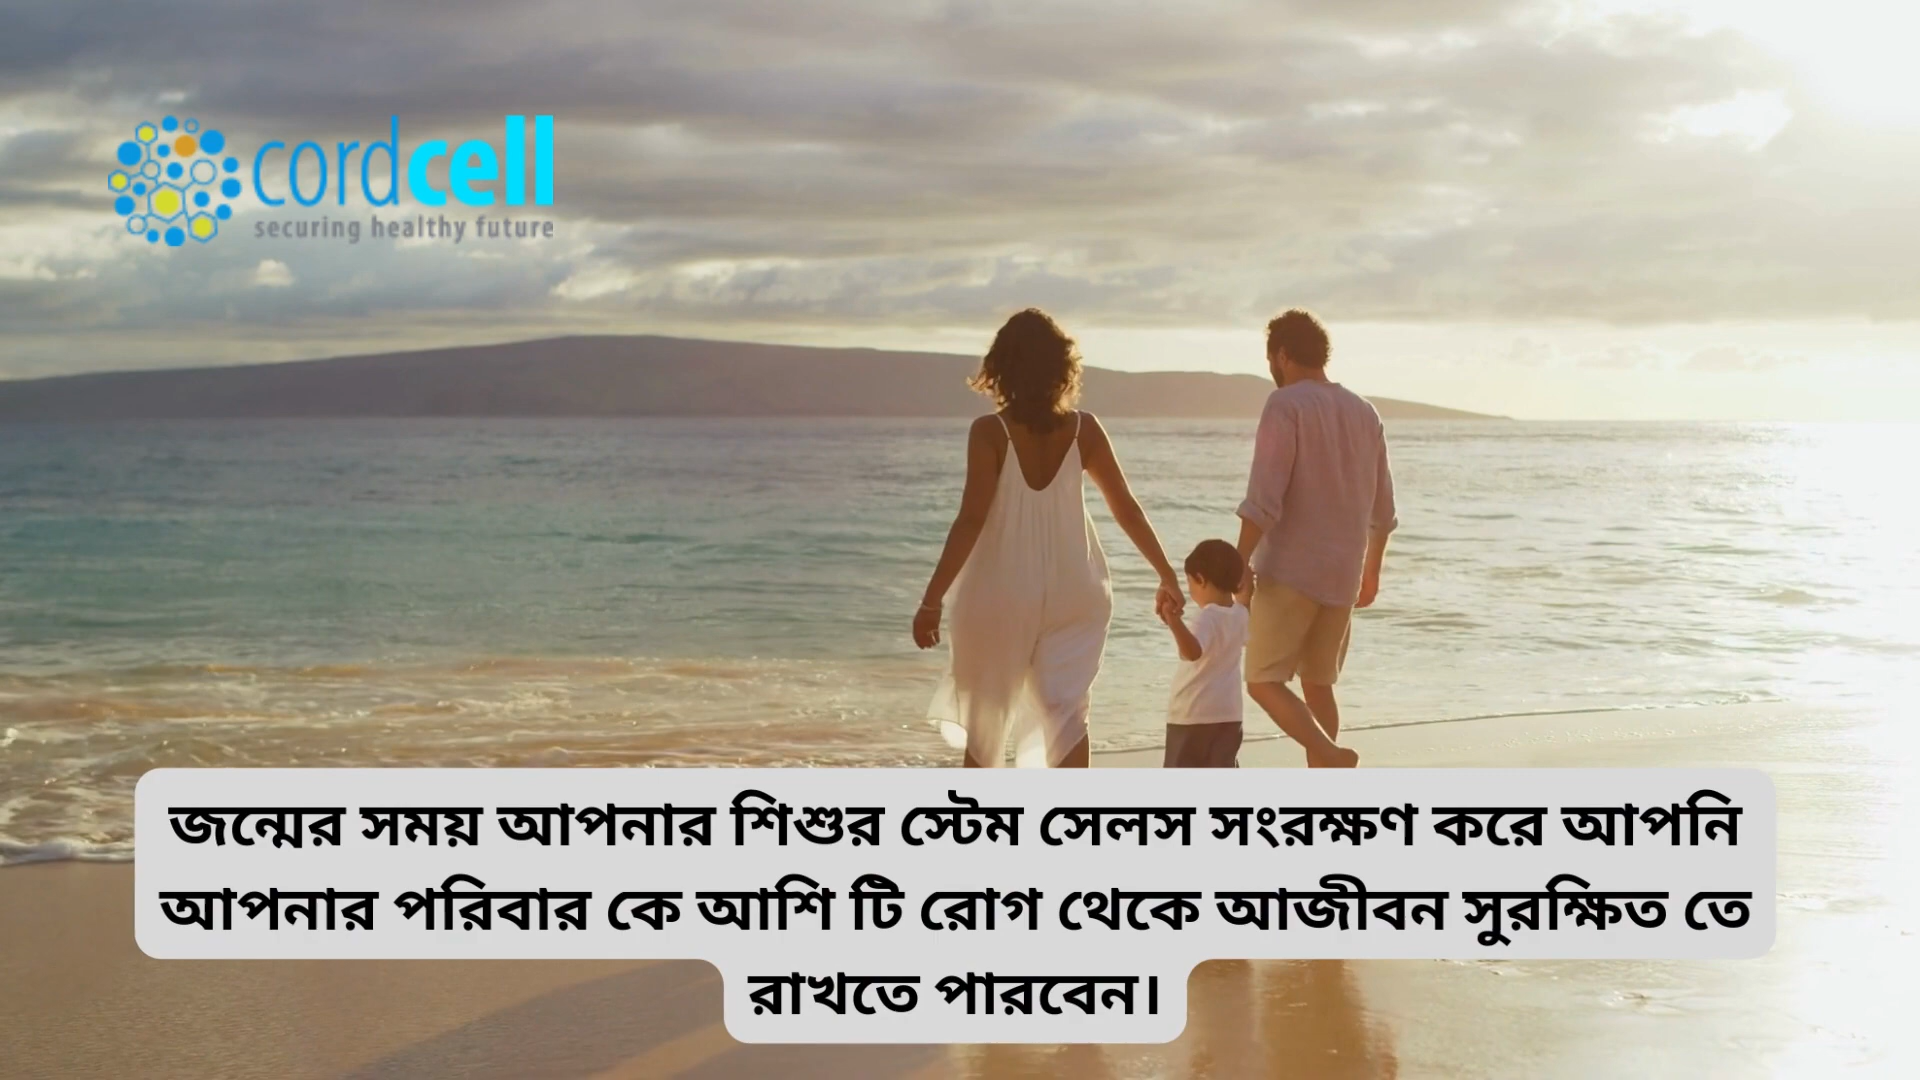 cordcell
securing healthy future
জন্মের সময় আপনার শিশুর স্টেম সেলস সংরক্ষণ করে আপনি
আপনার পরিবার কে আশি টি রোগ থেকে আজীবন সুরক্ষিত তে
রাখতে পারবেন।